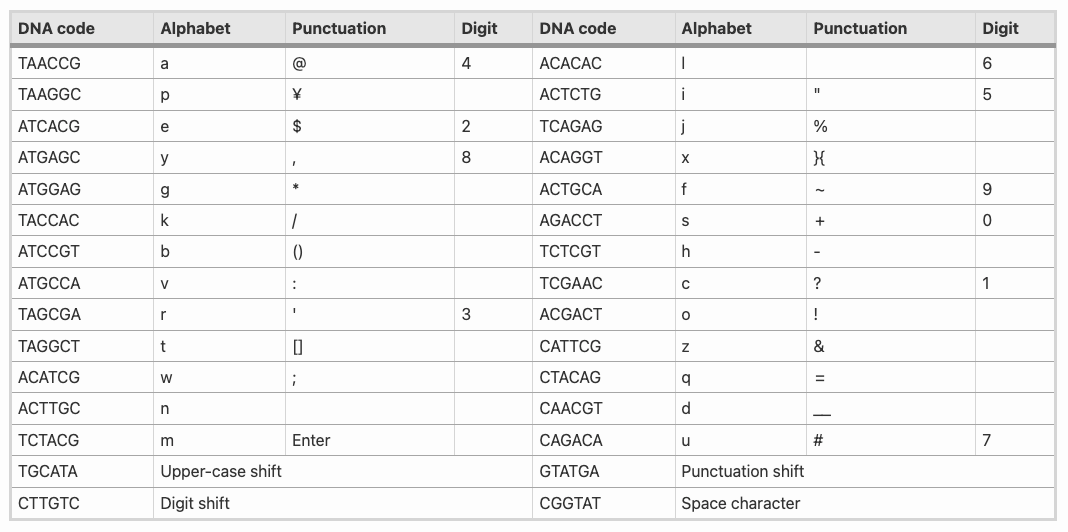 DNA code Alphabet Punctuation Digit DNA code Alphabet Punctuation Digit
TAACCG a @ 4 ACACAC l 6
TAAGGC p ¥ ACTCTG i " 5
ATCACG e $ 2 TCAGAG j %
ATGAGC y , 8 ACAGGT x }{
ATGGAG g * ACTGCA f ~ 9
TACCAC k / AGACCT s + 0
ATCCGT b () TCTCGT h -
ATGCCA v : TCGAAC c ? 1
TAGCGA r ' 3 ACGACT o !
TAGGCT t [] CATTCG z &
ACATCG w ; CTACAG q =
ACTTGC n CAACGT d __
TCTACG m Enter CAGACA u # 7
TGCATA Upper-case shift GTATGA Punctuation shift
CTTGTC Digit shift CGGTAT Space character